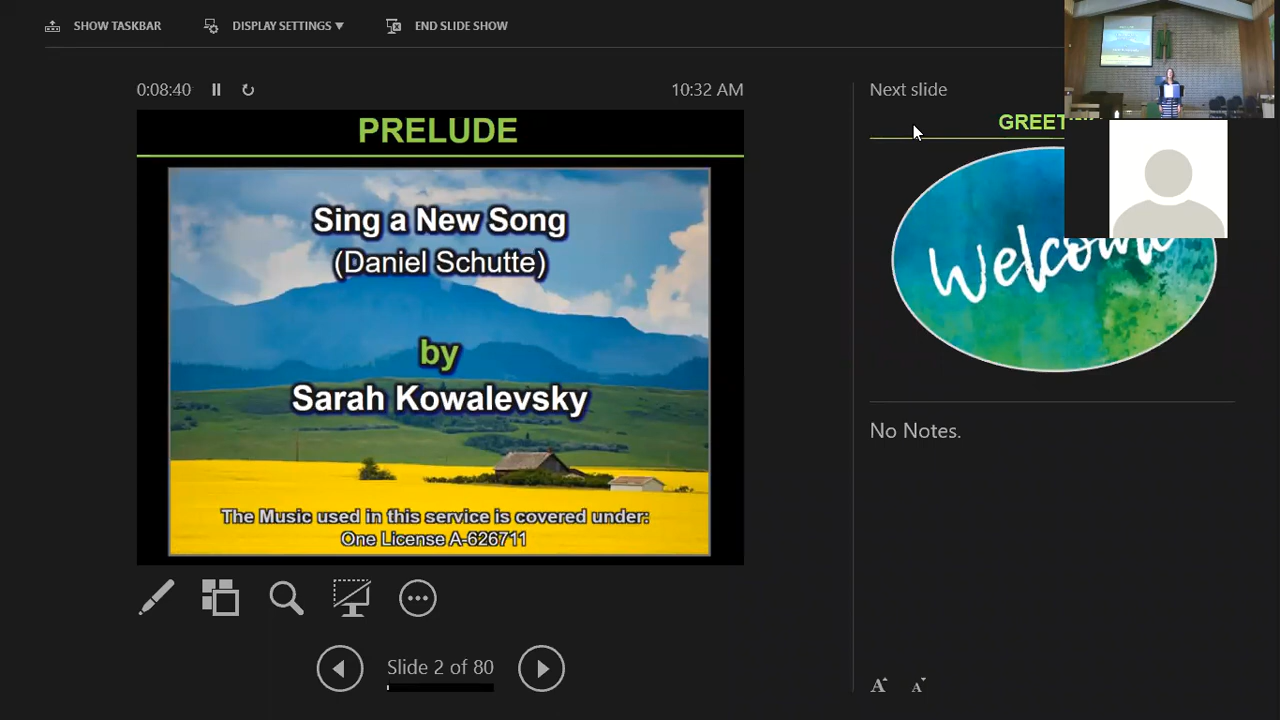 SHOW TASKBAR
DISPLAY SETTINGS ▼
END SLIDE SHOW
0:08:40
10:32 AM
PRELUDE
Sing a New Song
(Daniel Schutte)
by
Sarah Kowalevsky
The Music used in this service is covered under:
One License A-626711
Slide 2 of 80
Next slide
Welcome
No Notes.
A A